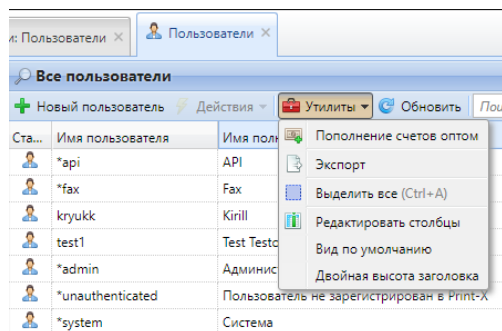 и: Пользователи
Пользователи
Все пользователи
Новый пользователь Действия Утилиты Обновить Пои
Ста... Имя пользователя Имя полн
Пополнение счетов оптом
Экспорт
Выделить все (Ctrl+A)
Редактировать столбцы
Вид по умолчанию
Двойная высота заголовка
*api API
*fax Fax
kryukk Kirill
test1 Test Testo
*admin Админис
*unauthenticated Пользователь не зарегистрирован в Print-X
*system Система